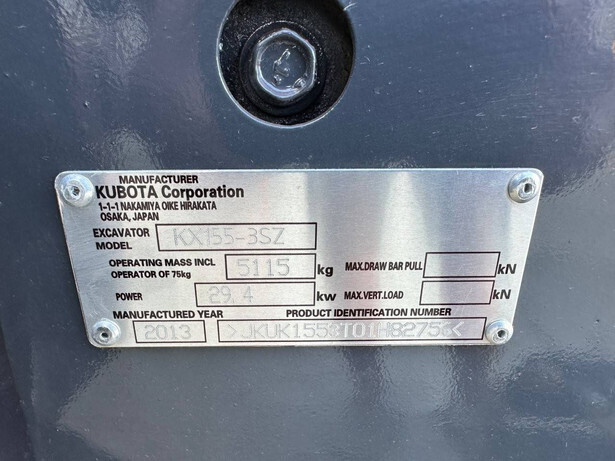 MANUFACTURER
KUBOTA Corporation
1-1-1 NAKAMIYA OIKE HIRAKATA
OSAKA, JAPAN
EXCAVATOR MODEL KX155-3SZ
OPERATING MASS INCL OPERATOR OF 75kg 5115 kg MAX.DRAW BAR PULL kN
POWER 29.4 kw MAX.VERT.LOAD kN
MANUFACTURED YEAR PRODUCT IDENTIFICATION NUMBER
2013